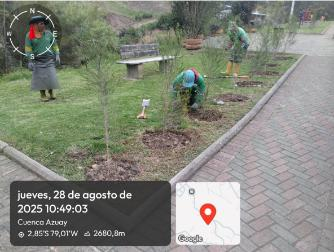 N
E
S
W
jueves, 28 de agosto de
2025 10:49:03
Cuenca Azuay
2,85'S 79,01'W 2680,8m
Google